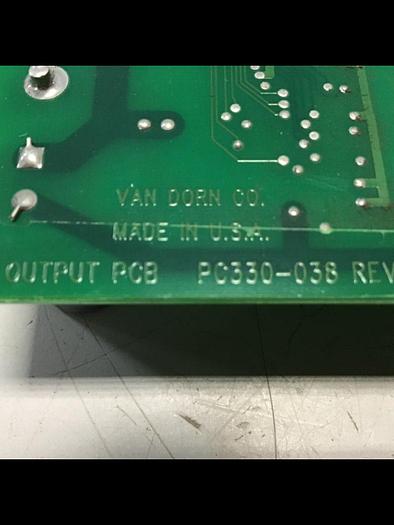 VAN DORN CO.
MADE IN U.S.A.
OUTPUT PCB PC330-038 REV